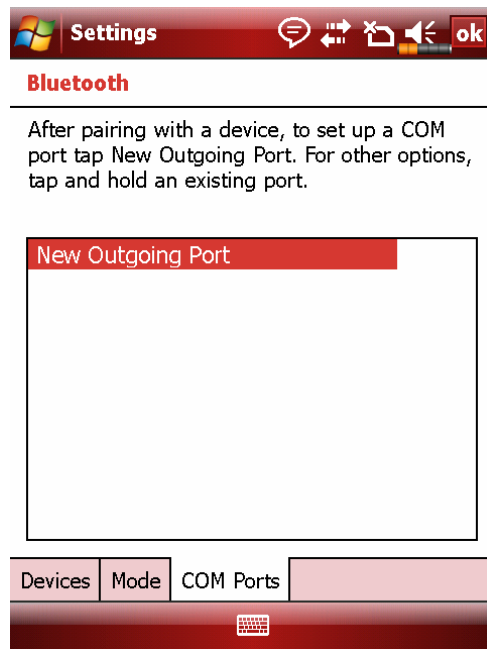 Settings ok
Bluetooth
After pairing with a device, to set up a COM
port tap New Outgoing Port. For other options,
tap and hold an existing port.
New Outgoing Port
Devices Mode COM Ports